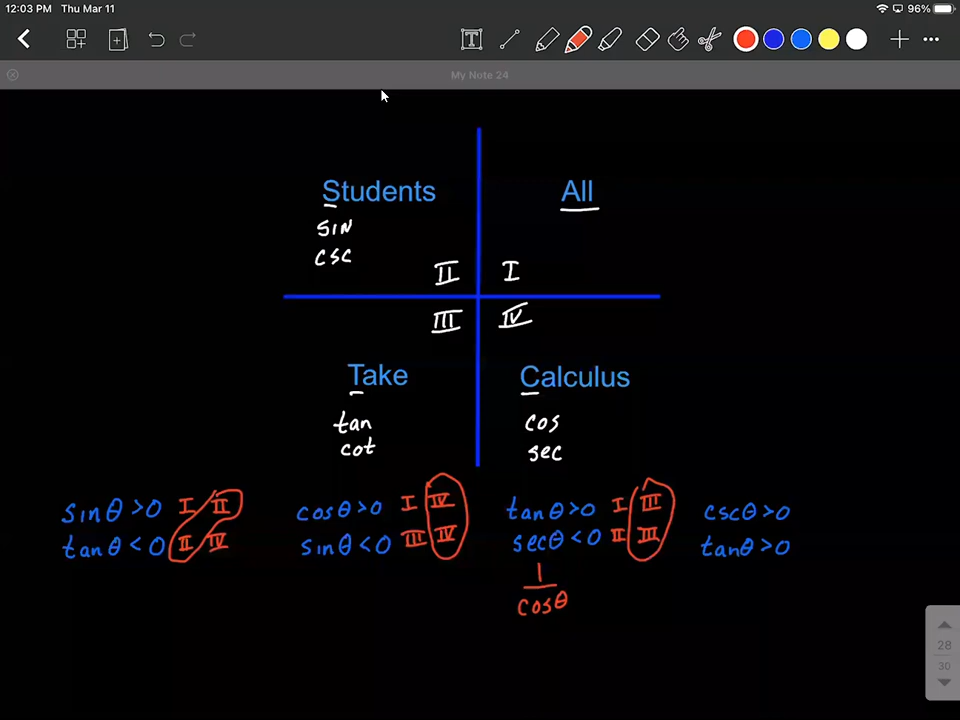 12:03 PM Thu Mar 11 96%
My Note 24
Students All
sin
csc
II I
III IV
Take Calculus
tan cos
cot sec
sinθ>0 I II cosθ>0 I IV tanθ>0 I III cscθ>0
tanθ<0 II IV sinθ<0 III IV secθ<0 II III tanθ>0
1
cosθ
28
30